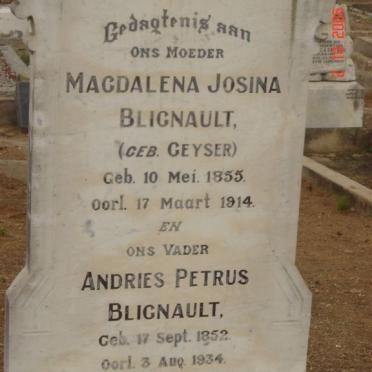 Gedagtenis aan
ONS MOEDER
MAGDALENA JOSINA
BLIGNAULT,
(GEB. GEYSER)
Geb. 10 Mei. 1855.
Oorl. 17 Maart 1914.
EN
ONS VADER
ANDRIES PETRUS
BLIGNAULT,
Geb. 17 Sept. 1852.
Oorl. 3 Aug. 1934.